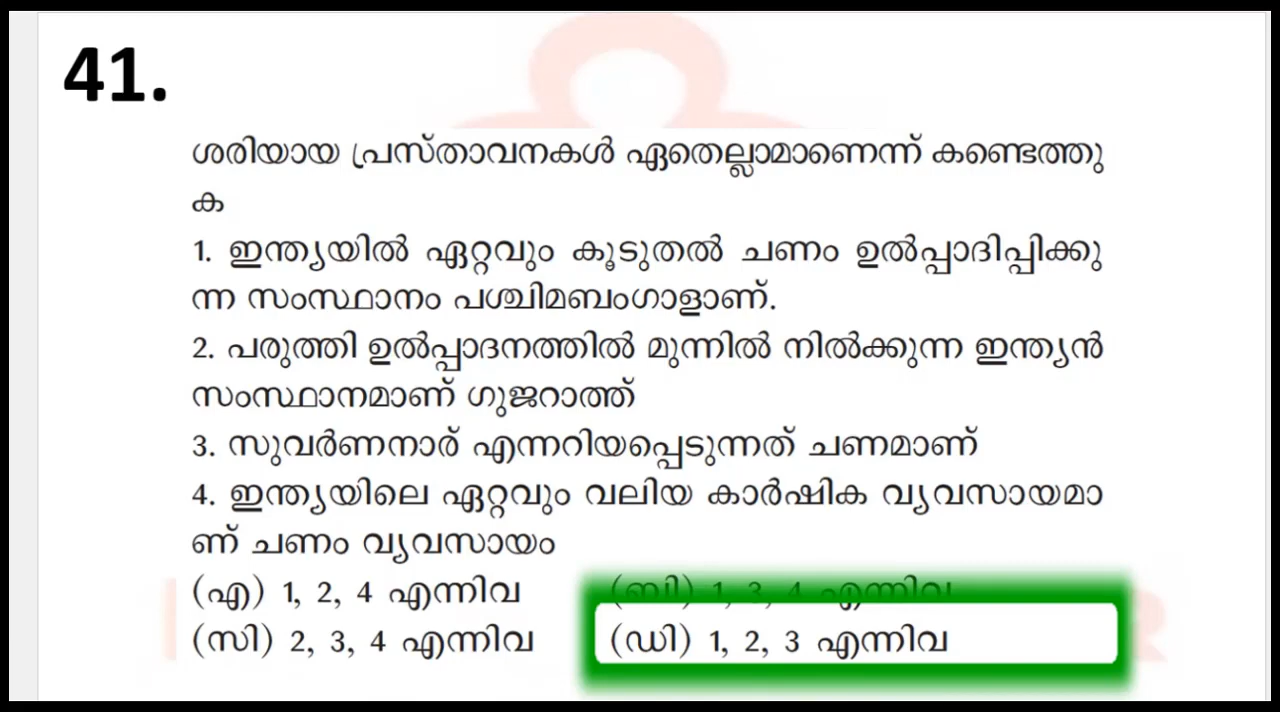 41.
ശരിയായ പ്രസ്താവനകൾ ഏതെല്ലാമാണെന്ന് കണ്ടെത്തു
ക
1. ഇന്ത്യയിൽ ഏറ്റവും കൂടുതൽ ചണം ഉൽപ്പാദിപ്പിക്കു
ന്ന സംസ്ഥാനം പശ്ചിമബംഗാളാണ്.
2. പരുത്തി ഉൽപ്പാദനത്തിൽ മുന്നിൽ നിൽക്കുന്ന ഇന്ത്യൻ
സംസ്ഥാനമാണ് ഗുജറാത്ത്
3. സുവർണനാര് എന്നറിയപ്പെടുന്നത് ചണമാണ്
4. ഇന്ത്യയിലെ ഏറ്റവും വലിയ കാർഷിക വ്യവസായമാ
ണ് ചണം വ്യവസായം
(എ) 1, 2, 4 എന്നിവ (ബി) 1, 3, 4 എന്നിവ
(സി) 2, 3, 4 എന്നിവ (ഡി) 1, 2, 3 എന്നിവ